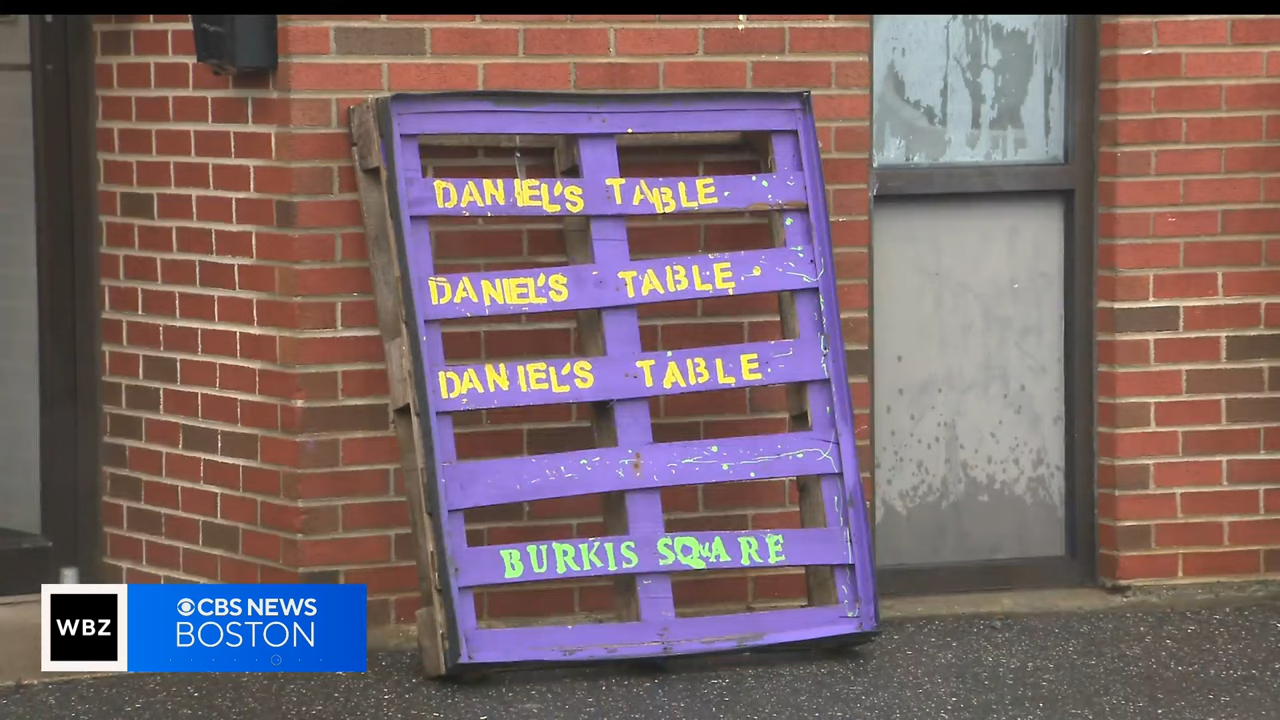 DANIEL'S TABLE
DANIEL'S TABLE
DANIEL'S TABLE
BURKIS SQUARE
WBZ
CBS NEWS
BOSTON